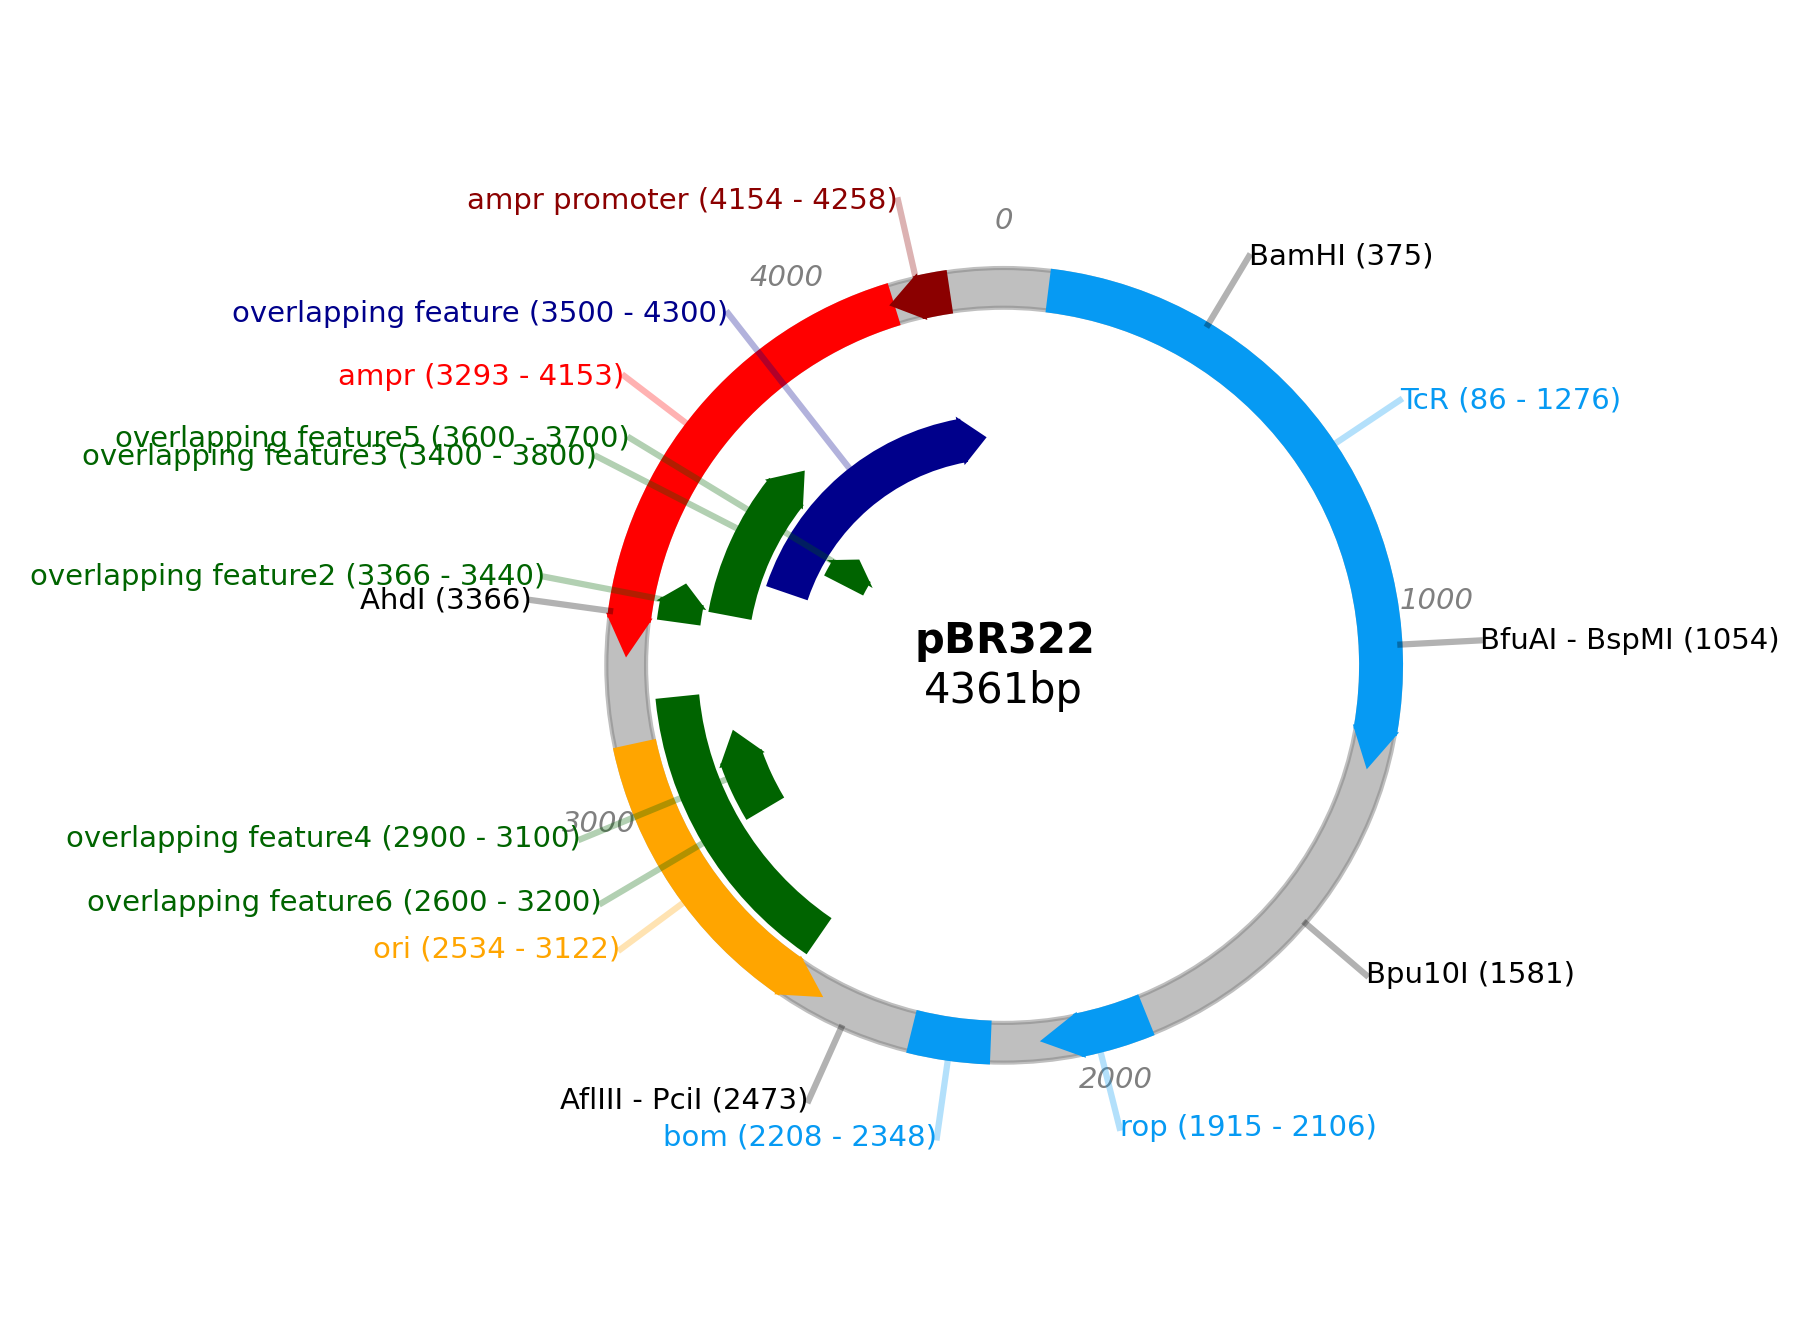 ampr promoter (4154 - 4258)
0
BamHI (375)
4000
overlapping feature (3500 - 4300)
ampr (3293 - 4153)
TcR (86 - 1276)
overlapping feature5 (3600 - 3700)
overlapping feature3 (3400 - 3800)
overlapping feature2 (3366 - 3440)
AhdI (3366)
1000
pBR322
4361bp
BfuAI - BspMI (1054)
3000
overlapping feature4 (2900 - 3100)
overlapping feature6 (2600 - 3200)
ori (2534 - 3122)
Bpu10I (1581)
2000
AflIII - PciI (2473)
rop (1915 - 2106)
bom (2208 - 2348)